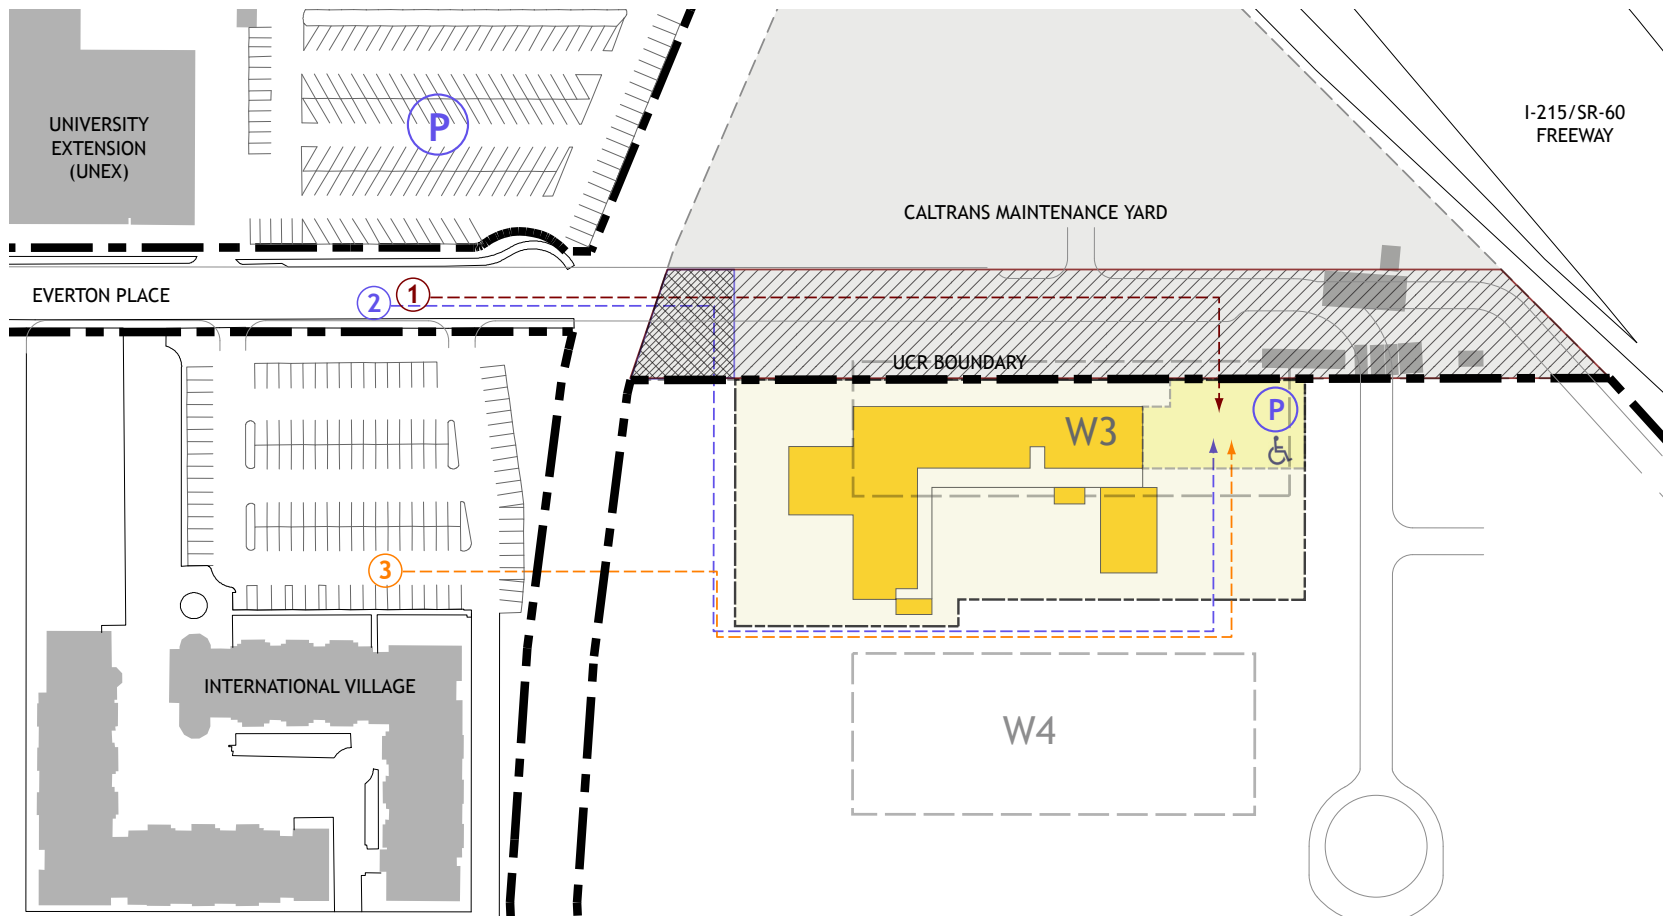 UNIVERSITY
EXTENSION
(UNEX)
P
I-215/SR-60
FREEWAY
CALTRANS MAINTENANCE YARD
EVERTON PLACE
2
1
UCR BOUNDARY
W3
P
3
INTERNATIONAL VILLAGE
W4